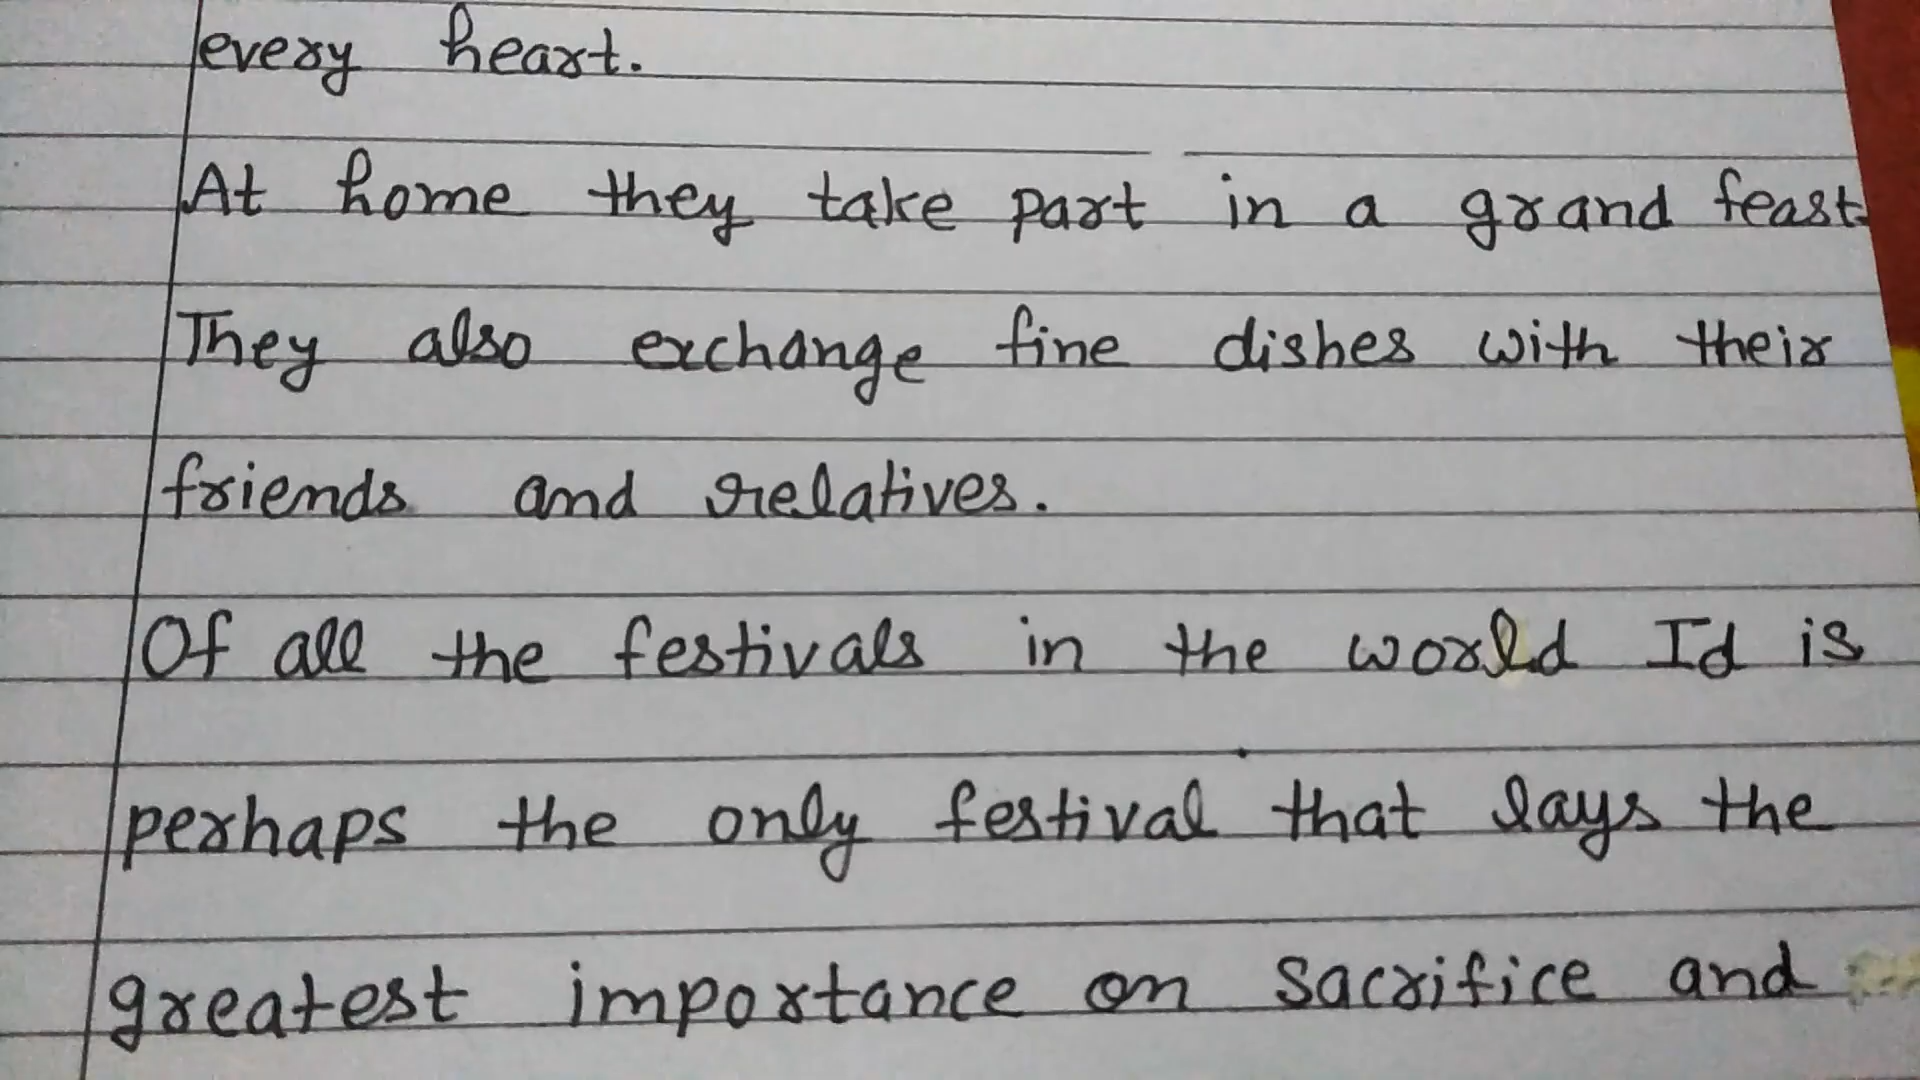 every heart.
At home they take part in a grand feast.
They also exchange fine dishes with their
friends and relatives.
Of all the festivals in the world Id is
perhaps the only festival that lays the
greatest importance on sacrifice and